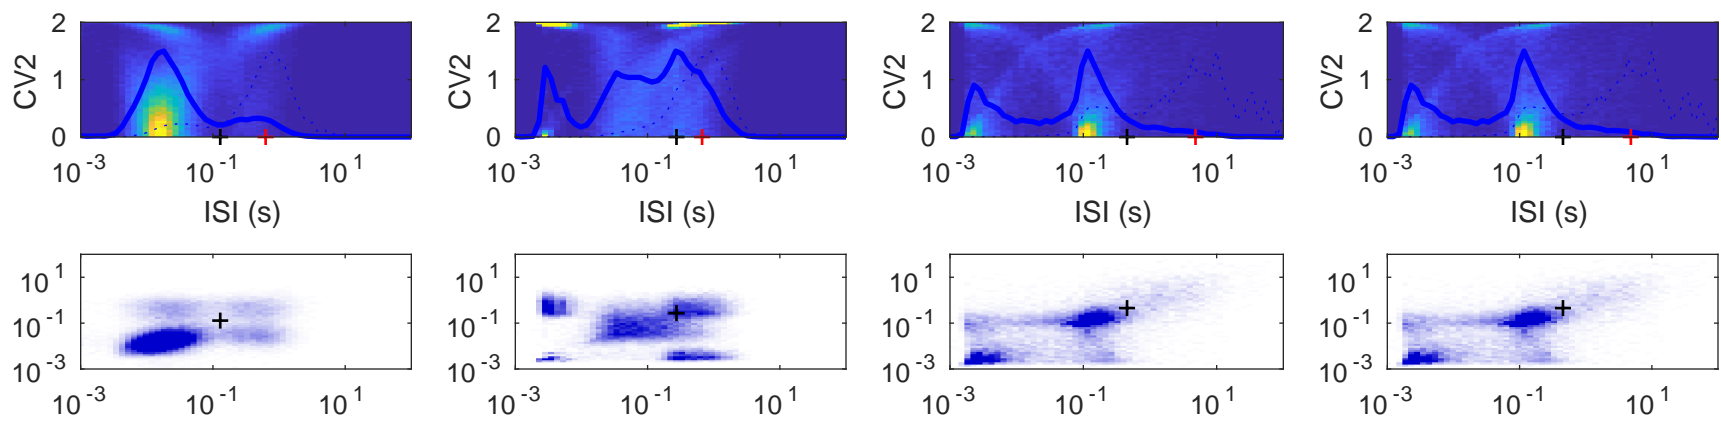 2 2 2 2
CV2 1 CV2 1 CV2 1 CV2 1
0 0 0 0
10^-3 10^-1 10^1 10^-3 10^-1 10^1 10^-3 10^-1 10^1 10^-3 10^-1 10^1
ISI (s) ISI (s) ISI (s) ISI (s)
10^1 10^1 10^1 10^1
10^-1 10^-1 10^-1 10^-1
10^-3 10^-3 10^-3 10^-3
10^-3 10^-1 10^1 10^-3 10^-1 10^1 10^-3 10^-1 10^1 10^-3 10^-1 10^1